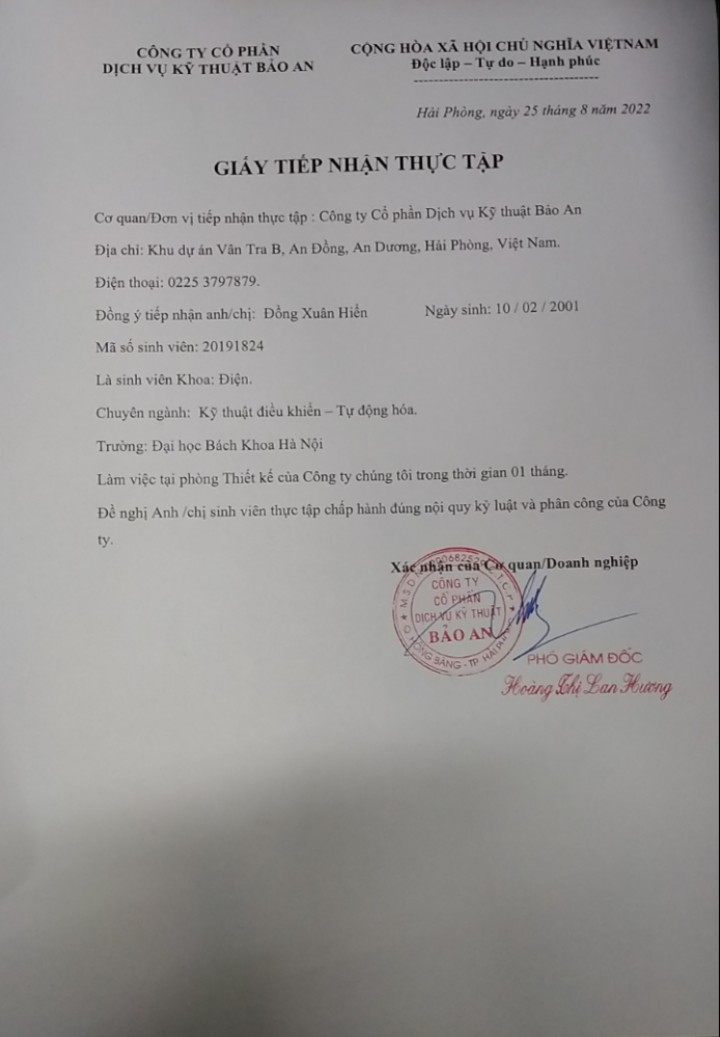 CÔNG TY CỔ PHẦN
DỊCH VỤ KỸ THUẬT BẢO AN
CỘNG HÒA XÃ HỘI CHỦ NGHĨA VIỆTNAM
Độc lập – Tự do – Hạnh phúc
Hải Phòng, ngày 25 tháng 8 năm 2022
GIẤY TIẾP NHẬN THỰC TẬP
Cơ quan/Đơn vị tiếp nhận thực tập : Công ty Cổ phần Dịch vụ Kỹ thuật Bảo An
Địa chỉ: Khu dự án Vân Tra B, An Đồng, An Dương, Hải Phòng, Việt Nam.
Điện thoại: 0225 3797879.
Đồng ý tiếp nhận anh/chị: Đồng Xuân Hiển Ngày sinh: 10 / 02 / 2001
Mã số sinh viên: 20191824
Là sinh viên Khoa: Điện.
Chuyên ngành: Kỹ thuật điều khiển – Tự động hóa.
Trường: Đại học Bách Khoa Hà Nội
Làm việc tại phòng Thiết kế của Công ty chúng tôi trong thời gian 01 tháng.
Đề nghị Anh /chị sinh viên thực tập chấp hành đúng nội quy kỷ luật và phân công của Công
ty.
Xác nhận của Cơ quan/Doanh nghiệp
CÔNG TY
CỔ PHẦN
DỊCH VỤ KỸ THUẬT
BẢO AN
HỒNG BÀNG - TP. HẢI PHÒNG
PHÓ GIÁM ĐỐC
Hoàng Thị Lan Hương